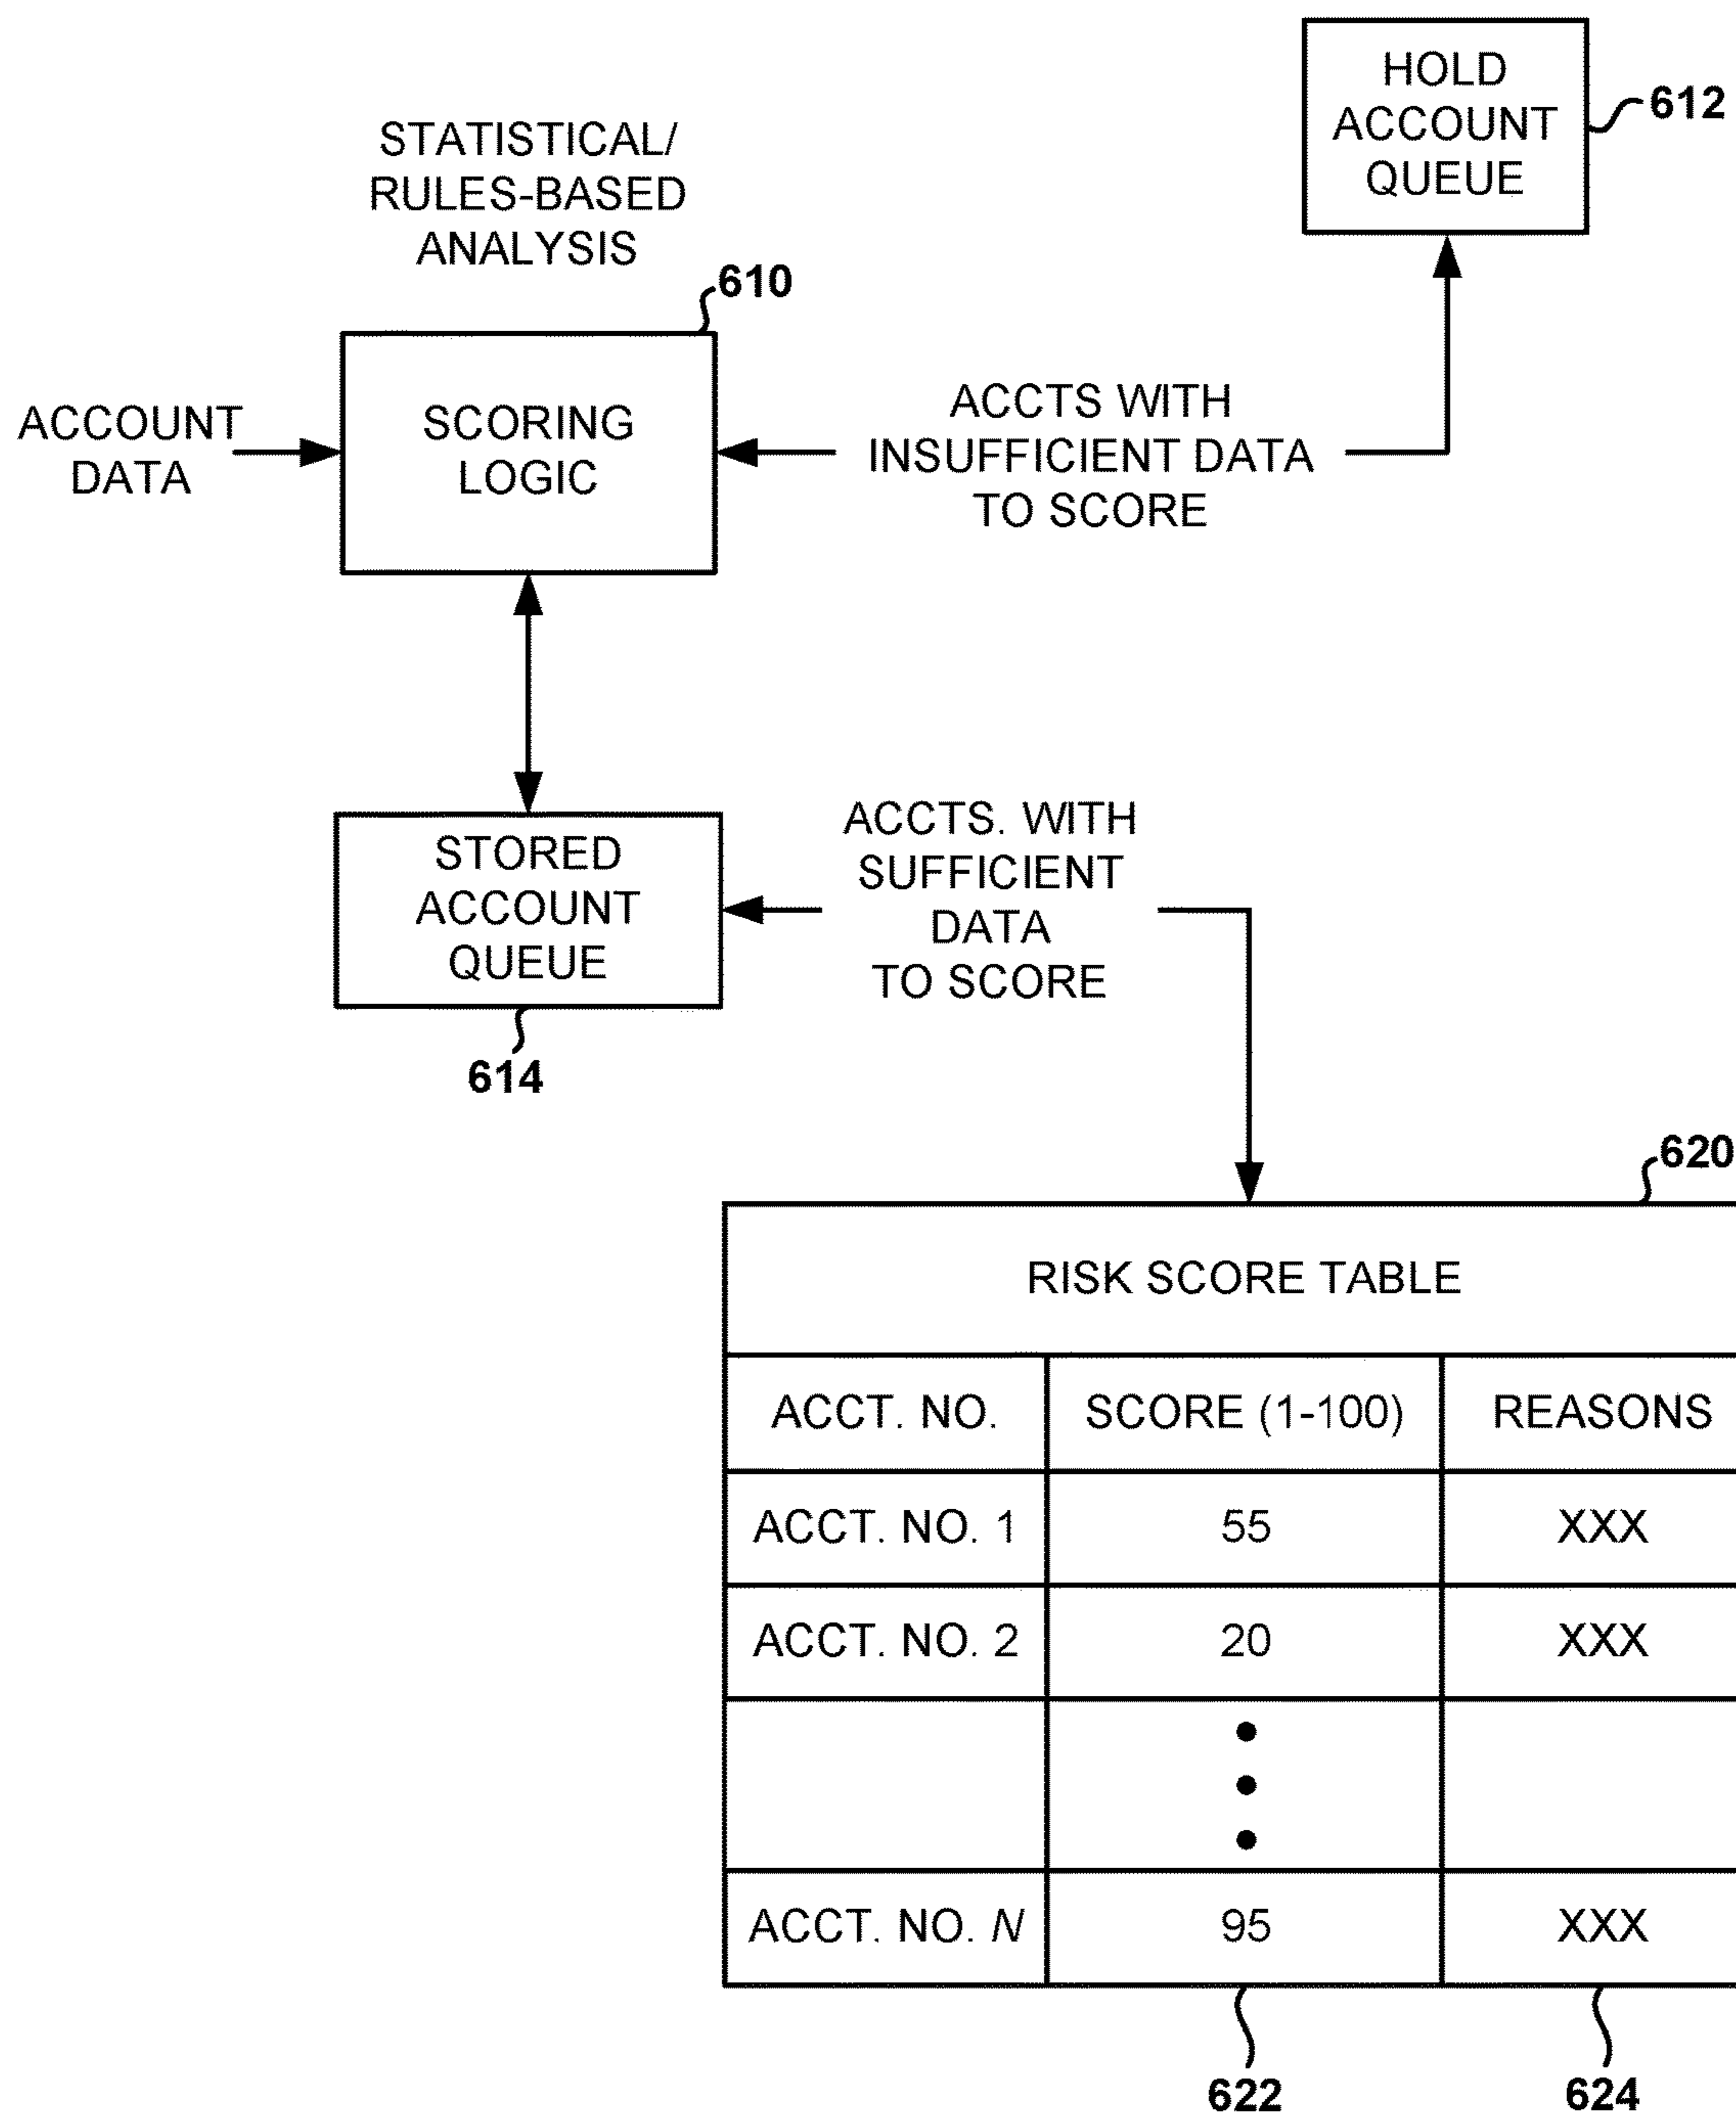 HOLD
ACCOUNT
QUEUE
612
STATISTICAL/
RULES-BASED
ANALYSIS
610
ACCOUNT
DATA
SCORING
LOGIC
ACCTS WITH
INSUFFICIENT DATA
TO SCORE
STORED
ACCOUNT
QUEUE
614
ACCTS. WITH
SUFFICIENT
DATA
TO SCORE
620
RISK SCORE TABLE
ACCT. NO. SCORE (1-100) REASONS
ACCT. NO. 1 55 XXX
ACCT. NO. 2 20 XXX
ACCT. NO. N 95 XXX
622 624